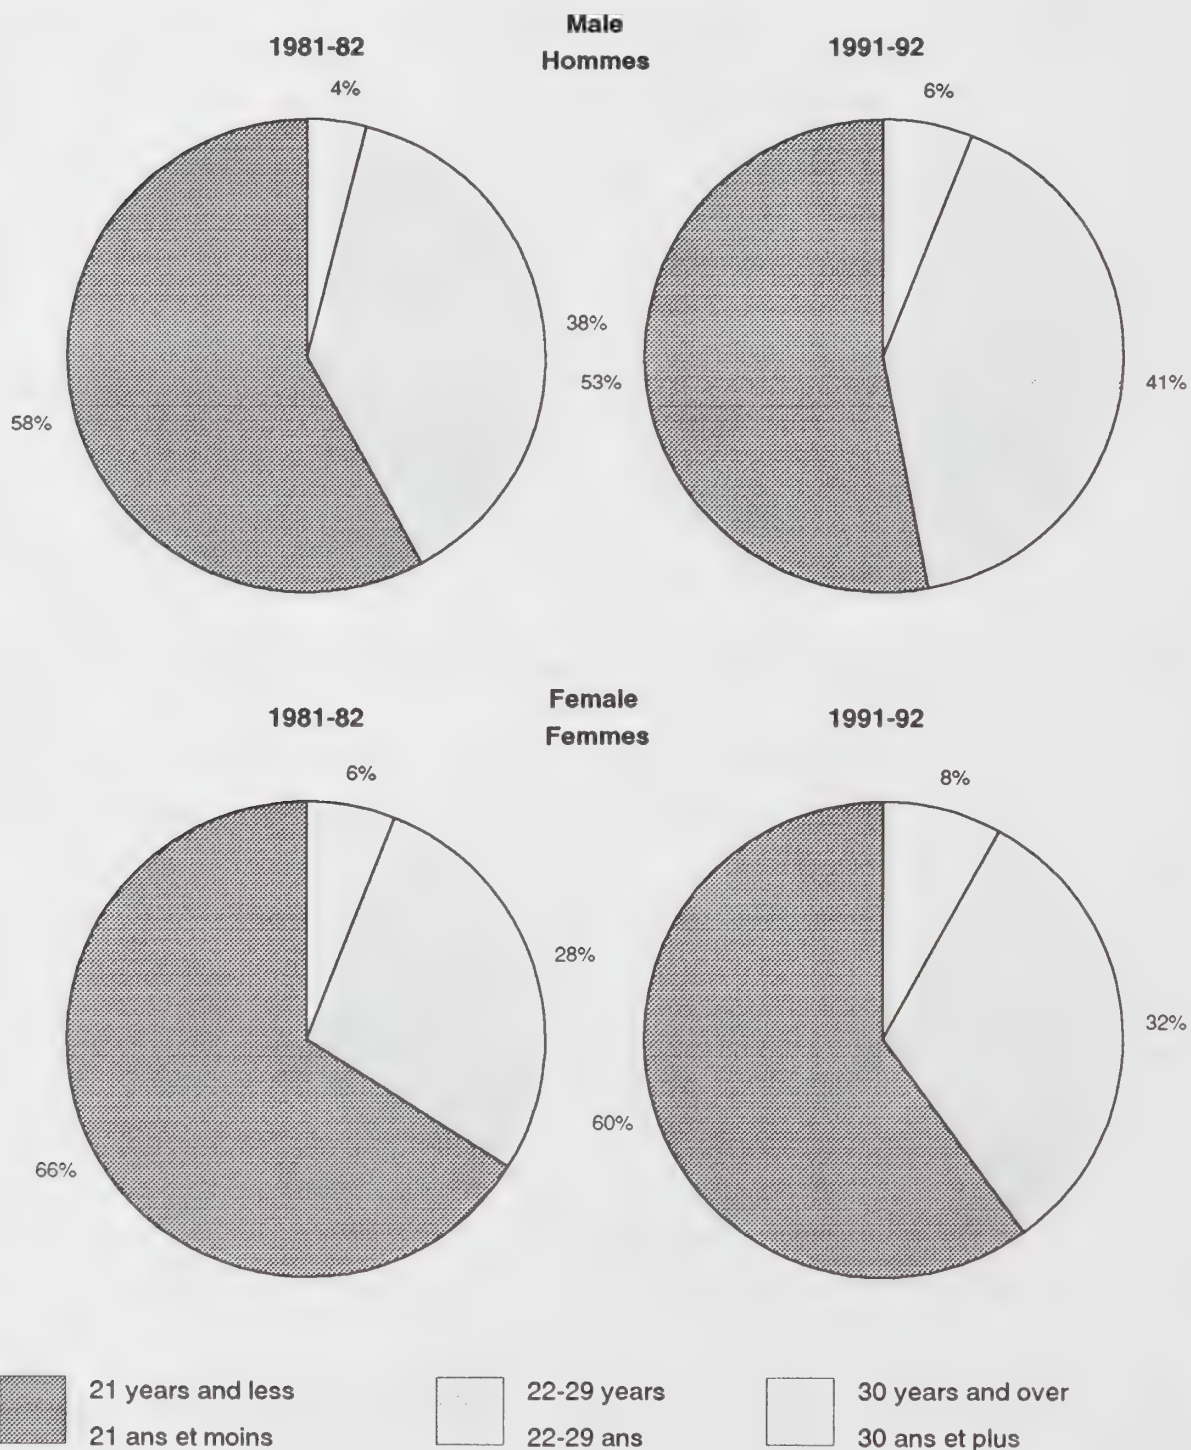 Male
Hommes
1981-82
1991-92
4%
6%
38%
53%
41%
58%
Female
Femmes
1981-82
1991-92
6%
8%
28%
32%
60%
66%
21 years and less
21 ans et moins
22-29 years
22-29 ans
30 years and over
30 ans et plus